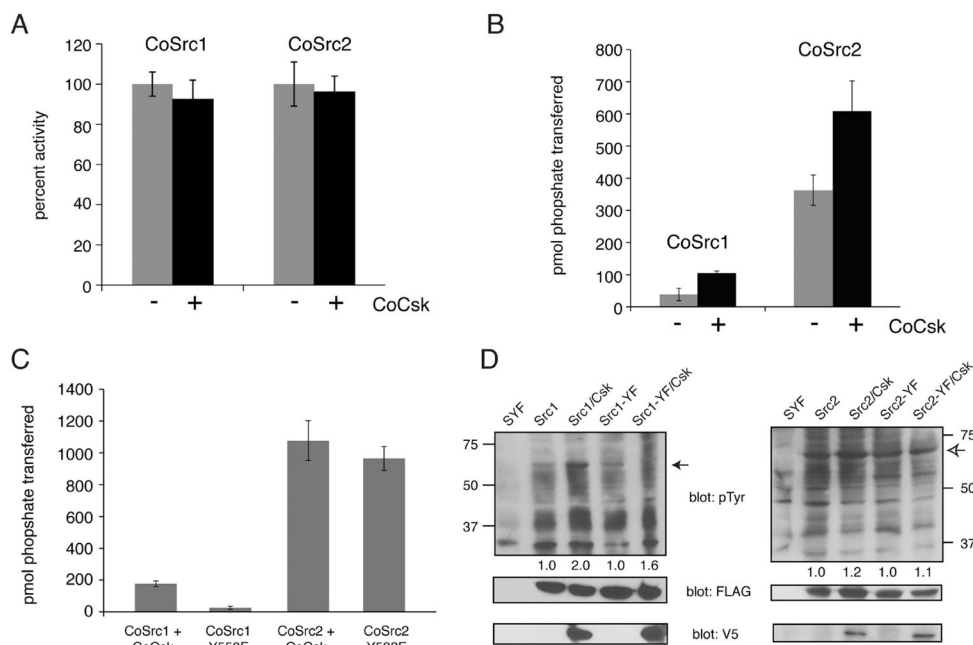 A
CoSrc1
CoSrc2
percent activity
120
100
80
60
40
20
0
-
+
-
+
CoCsk
B
CoSrc2
CoSrc1
pmol phopshate transferred
800
700
600
500
400
300
200
100
0
-
+
-
+
CoCsk
C
pmol phopshate transferred
1400
1200
1000
800
600
400
200
0
CoSrc1 +
CoSrc1
CoSrc2 +
CoSrc2
D
SYF
Src1
Src1/Csk
Src1-YF
Src1-YF/Csk
75
50
37
1.0 2.0 1.0 1.6
blot: pTyr
blot: FLAG
blot: V5
SYF
Src2
Src2/Csk
Src2-YF
Src2-YF/Csk
75
50
37
1.0 1.2 1.0 1.1